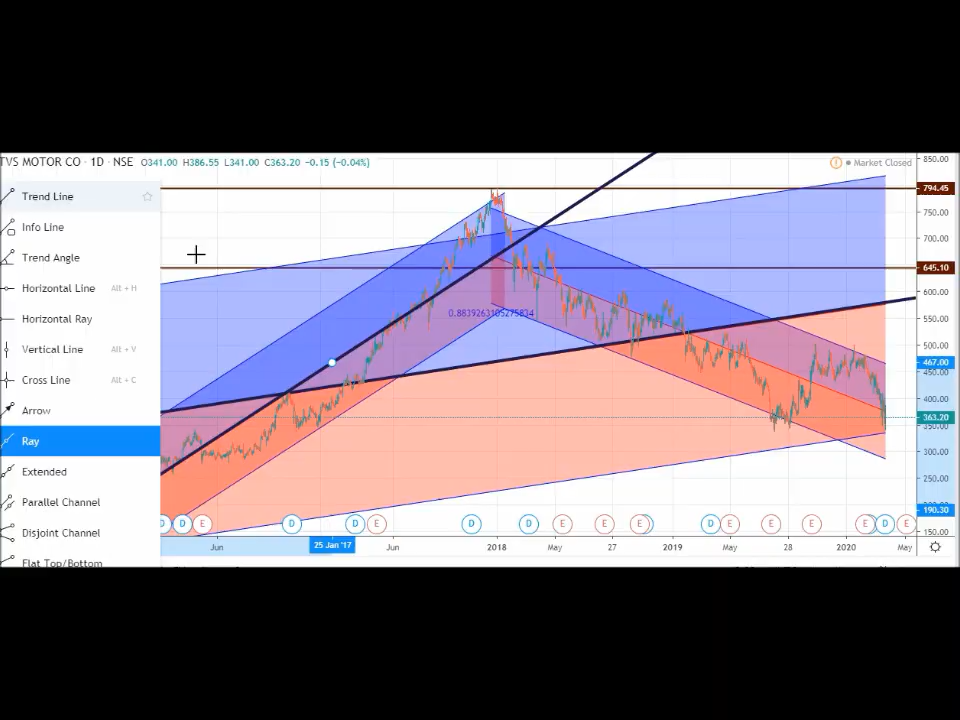 TVS MOTOR CO · 1D · NSE O341.00 H386.55 L341.00 C363.20 −0.15 (−0.04%)
Market Closed
850.00
794.45
750.00
700.00
645.10
600.00
550.00
500.00
467.00
450.00
400.00
363.20
350.00
300.00
250.00
190.30
150.00
Trend Line
Info Line
Trend Angle
Horizontal Line Alt + H
Horizontal Ray
Vertical Line Alt + V
Cross Line Alt + C
Arrow
Ray
Extended
Parallel Channel
Disjoint Channel
Flat Top/Bottom
0.8839263105275834
D D E D D E D D E E E D E E E E D E
Jun 25 Jan '17 Jun 2018 May 27 2019 May 28 2020 May